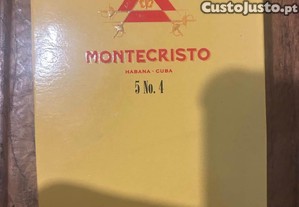 CustoJusto.pt
MONTECRISTO
HABANA · CUBA
5 No. 4